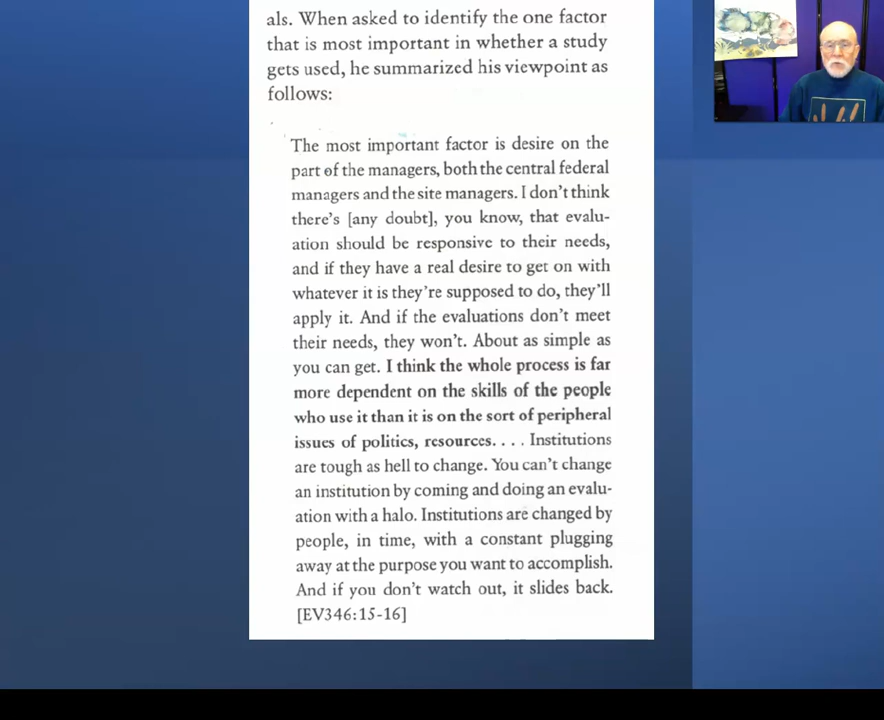 als. When asked to identify the one factor
that is most important in whether a study
gets used, he summarized his viewpoint as
follows:
The most important factor is desire on the
part of the managers, both the central federal
managers and the site managers. I don't think
there's [any doubt], you know, that evalu-
ation should be responsive to their needs,
and if they have a real desire to get on with
whatever it is they're supposed to do, they'll
apply it. And if the evaluations don't meet
their needs, they won't. About as simple as
you can get. I think the whole process is far
more dependent on the skills of the people
who use it than it is on the sort of peripheral
issues of politics, resources. . . . Institutions
are tough as hell to change. You can't change
an institution by coming and doing an evalu-
ation with a halo. Institutions are changed by
people, in time, with a constant plugging
away at the purpose you want to accomplish.
And if you don't watch out, it slides back.
[EV346:15-16]